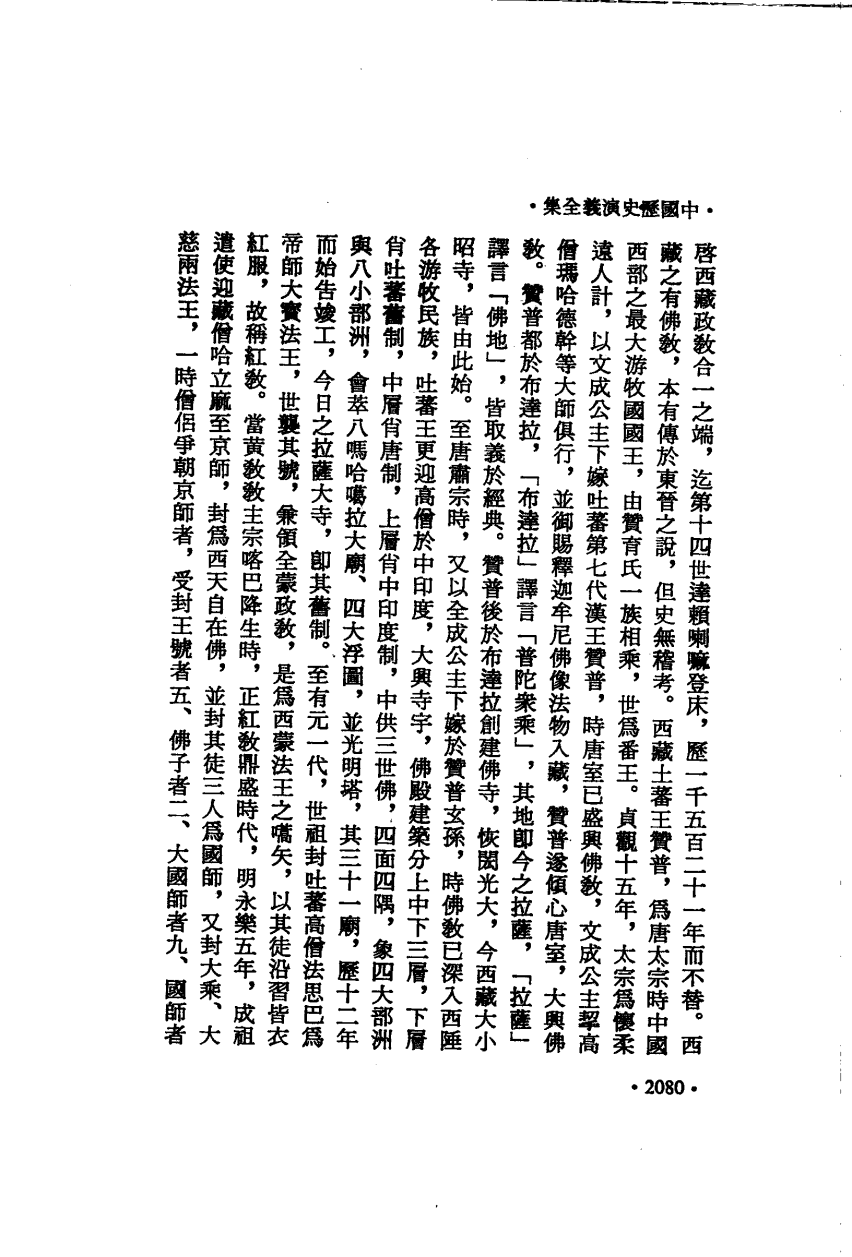 •中國歷史演義全集•
啓西藏政敎合一之端，迄第十四世達賴喇嘛登床，歷一千五百二十一年而不替。西
藏之有佛敎，本有傳於東晉之說，但史無稽考。西藏土蕃王贊普，爲唐太宗時中國
西部之最大游牧國國王，由贊育氏一族相乘，世爲番王。貞觀十五年，太宗爲懷柔
遠人計，以文成公主下嫁吐蕃第七代漢王贊普，時唐室已盛興佛敎，文成公主挈高
僧瑪哈德幹等大師俱行，並御賜釋迦牟尼佛像法物入藏，贊普遂傾心唐室，大興佛
敎。贊普都於布達拉，「布達拉」譯言「普陀衆乘」，其地卽今之拉薩，「拉薩」
譯言「佛地」，皆取義於經典。贊普後於布達拉創建佛寺，恢閎光大，今西藏大小
昭寺，皆由此始。至唐肅宗時，又以全成公主下嫁於贊普玄孫，時佛敎已深入西陲
各游牧民族，吐蕃王更迎高僧於中印度，大興寺宇，佛殿建築分上中下三層，下層
肖吐蕃舊制，中層肖唐制，上層肖中印度制，中供三世佛，四面四隅，象四大部洲
與八小部洲，會萃八嗎哈噶拉大廟、四大浮圖，並光明塔，其三十一廟，歷十二年
而始告竣工，今日之拉薩大寺，卽其舊制。至有元一代，世祖封吐蕃高僧法思巴爲
帝師大寶法王，世襲其號，兼領全蒙政敎，是爲西蒙法王之嚆矢，以其徒沿習皆衣
紅服，故稱紅敎。當黃敎敎主宗喀巴降生時，正紅敎鼎盛時代，明永樂五年，成祖
遣使迎藏僧哈立麻至京師，封爲西天自在佛，並封其徒三人爲國師，又封大乘、大
慈兩法王，一時僧侶爭朝京師者，受封王號者五、佛子者二、大國師者九、國師者
•2080•